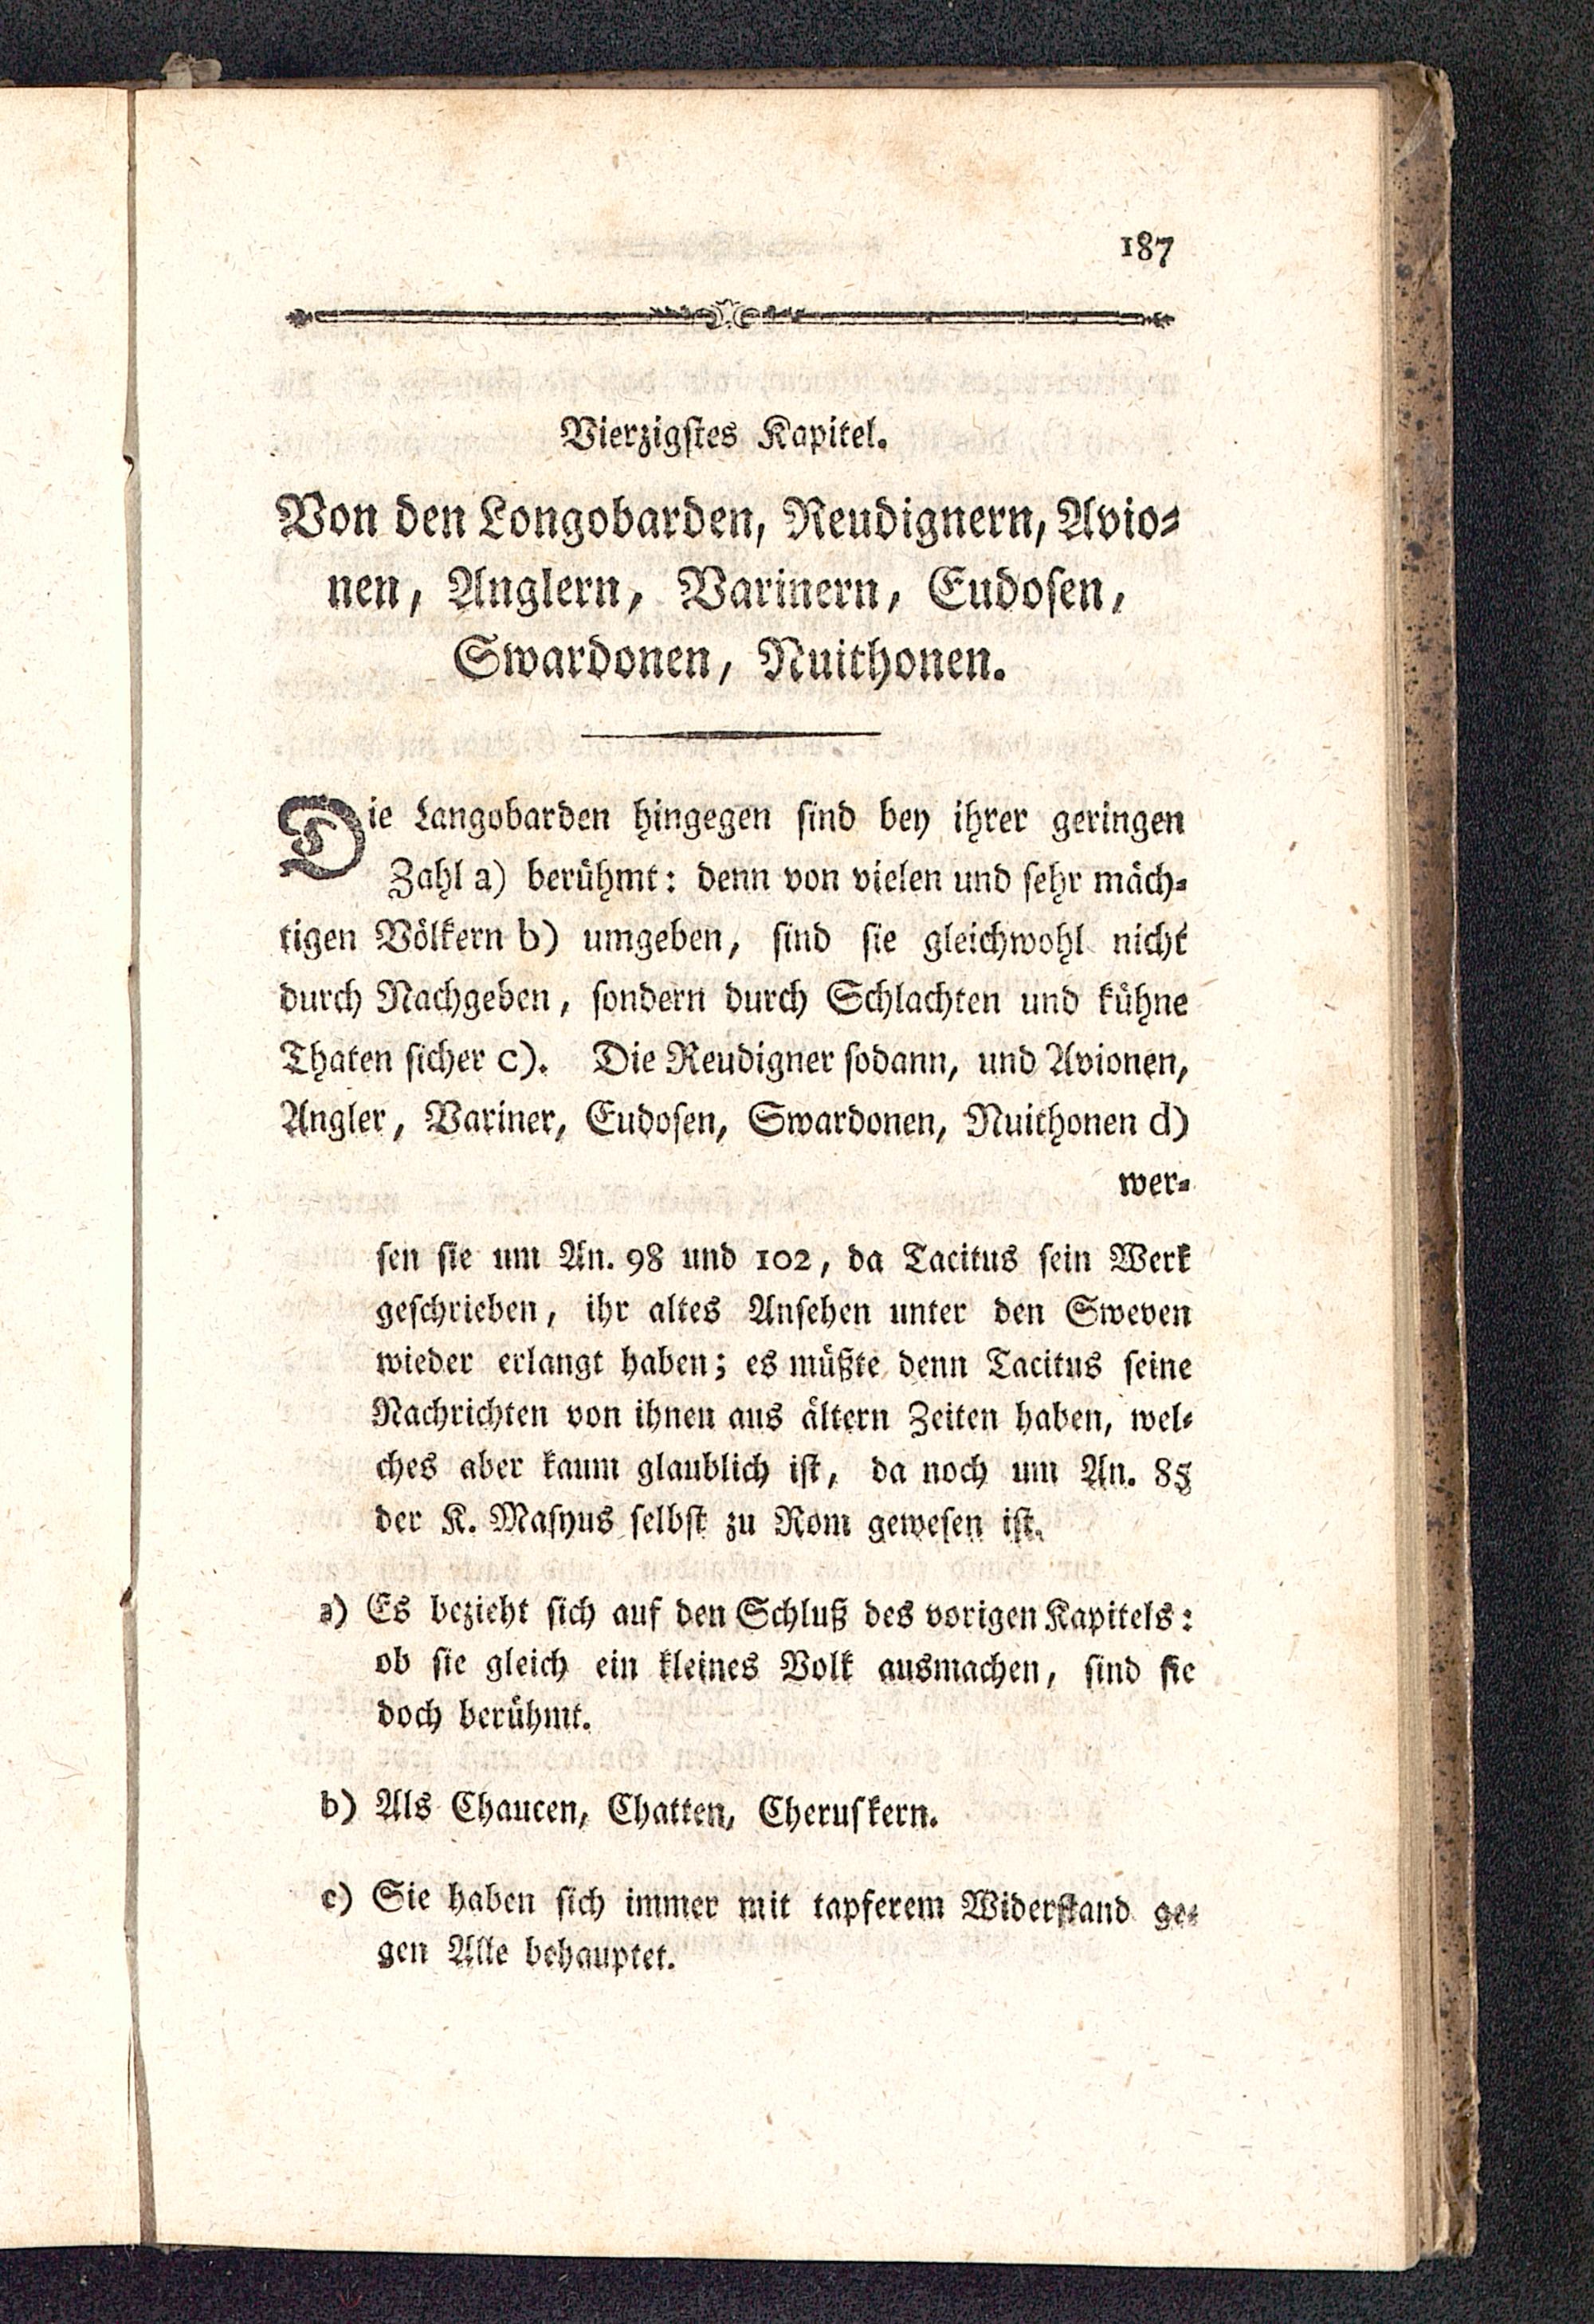 187
Vierzigstes Kapitel.
Von den Longobarden, Reudignern, Avio-
nen, Anglern, Varinern, Eudosen,
Swardonen, Nuithonen.
Die Langobarden hingegen sind bey ihrer geringen
Zahl a) berühmt: denn von vielen und sehr mäch-
tigen Völkern b) umgeben, sind sie gleichwohl nicht
durch Nachgeben, sondern durch Schlachten und kühne
Thaten sicher c). Die Reudigner sodann, und Avionen,
Angler, Variner, Eudosen, Swardonen, Nuithonen d)
wer-
sen sie um An. 98 und 102, da Tacitus sein Werk
geschrieben, ihr altes Ansehen unter den Sweven
wieder erlangt haben; es müßte denn Tacitus seine
Nachrichten von ihnen aus ältern Zeiten haben, wel-
ches aber kaum glaublich ist, da noch um An. 85
der K. Masyus selbst zu Rom gewesen ist.
a) Es bezieht sich auf den Schluß des vorigen Kapitels:
ob sie gleich ein kleines Volk ausmachen, sind sie
doch berühmt.
b) Als Chaucen, Chatten, Cheruskern.
c) Sie haben sich immer mit tapferem Widerstand ge-
gen Alle behauptet.